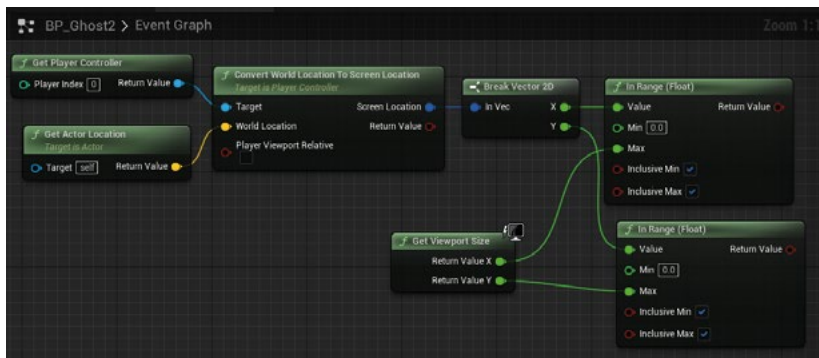 BP_Ghost2 > Event Graph
Zoom 1:1
Get Player Controller
Player Index 0 Return Value
Get Actor Location
Target is Actor
Target self Return Value
Convert World Location To Screen Location
Target is Player Controller
Target Screen Location
World Location Return Value
Player Viewport Relative
Break Vector 2D
In Vec X
Y
In Range (Float)
Value Return Value
Min 0.0
Max
Inclusive Min
Inclusive Max
Get Viewport Size
Return Value X
Return Value Y
In Range (Float)
Value Return Value
Min 0.0
Max
Inclusive Min
Inclusive Max